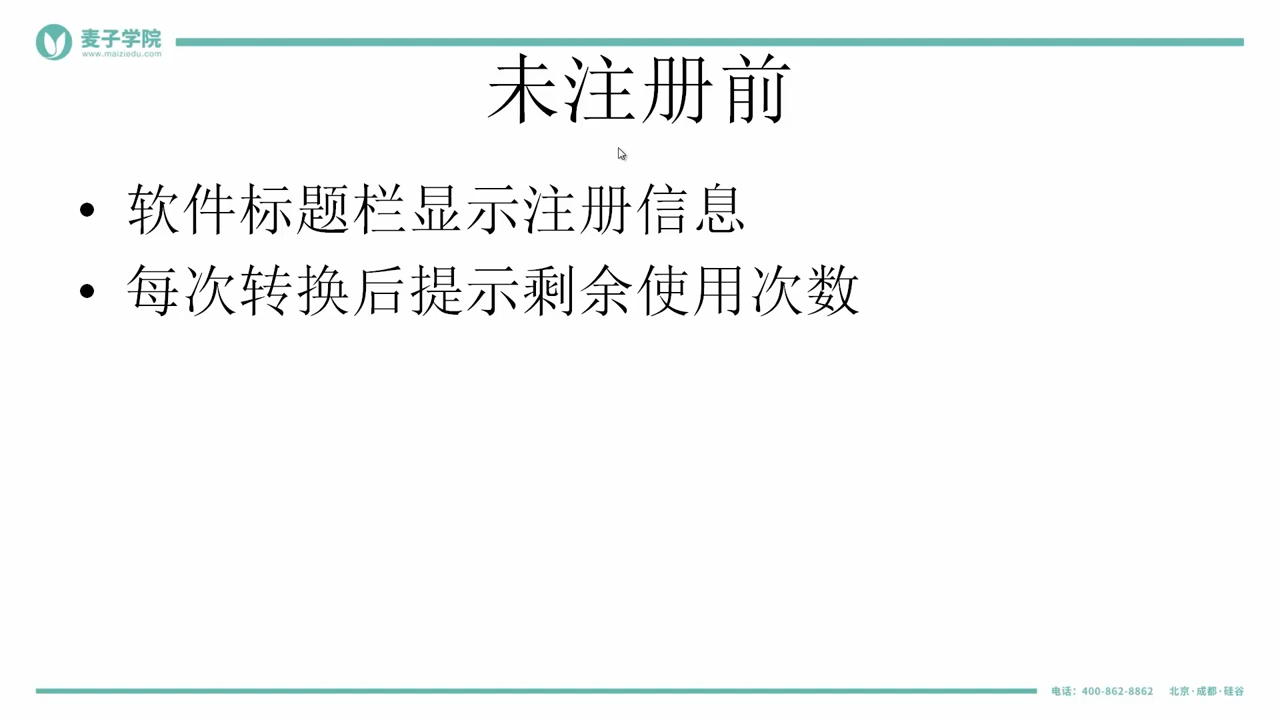 麦子学院
www.maiziedu.com
未注册前
• 软件标题栏显示注册信息
• 每次转换后提示剩余使用次数
电话：400-862-8862 北京·成都·硅谷